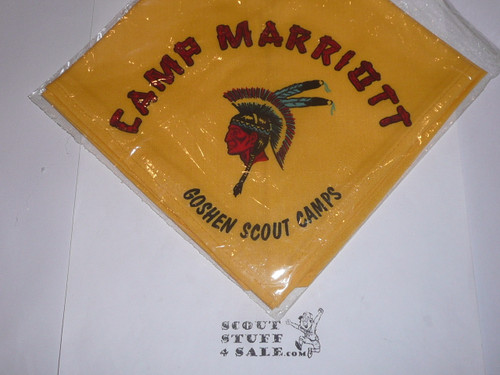 CAMP MARRIOTT
GOSHEN SCOUT CAMPS
SCOUT
STUFF
4 SALE.com